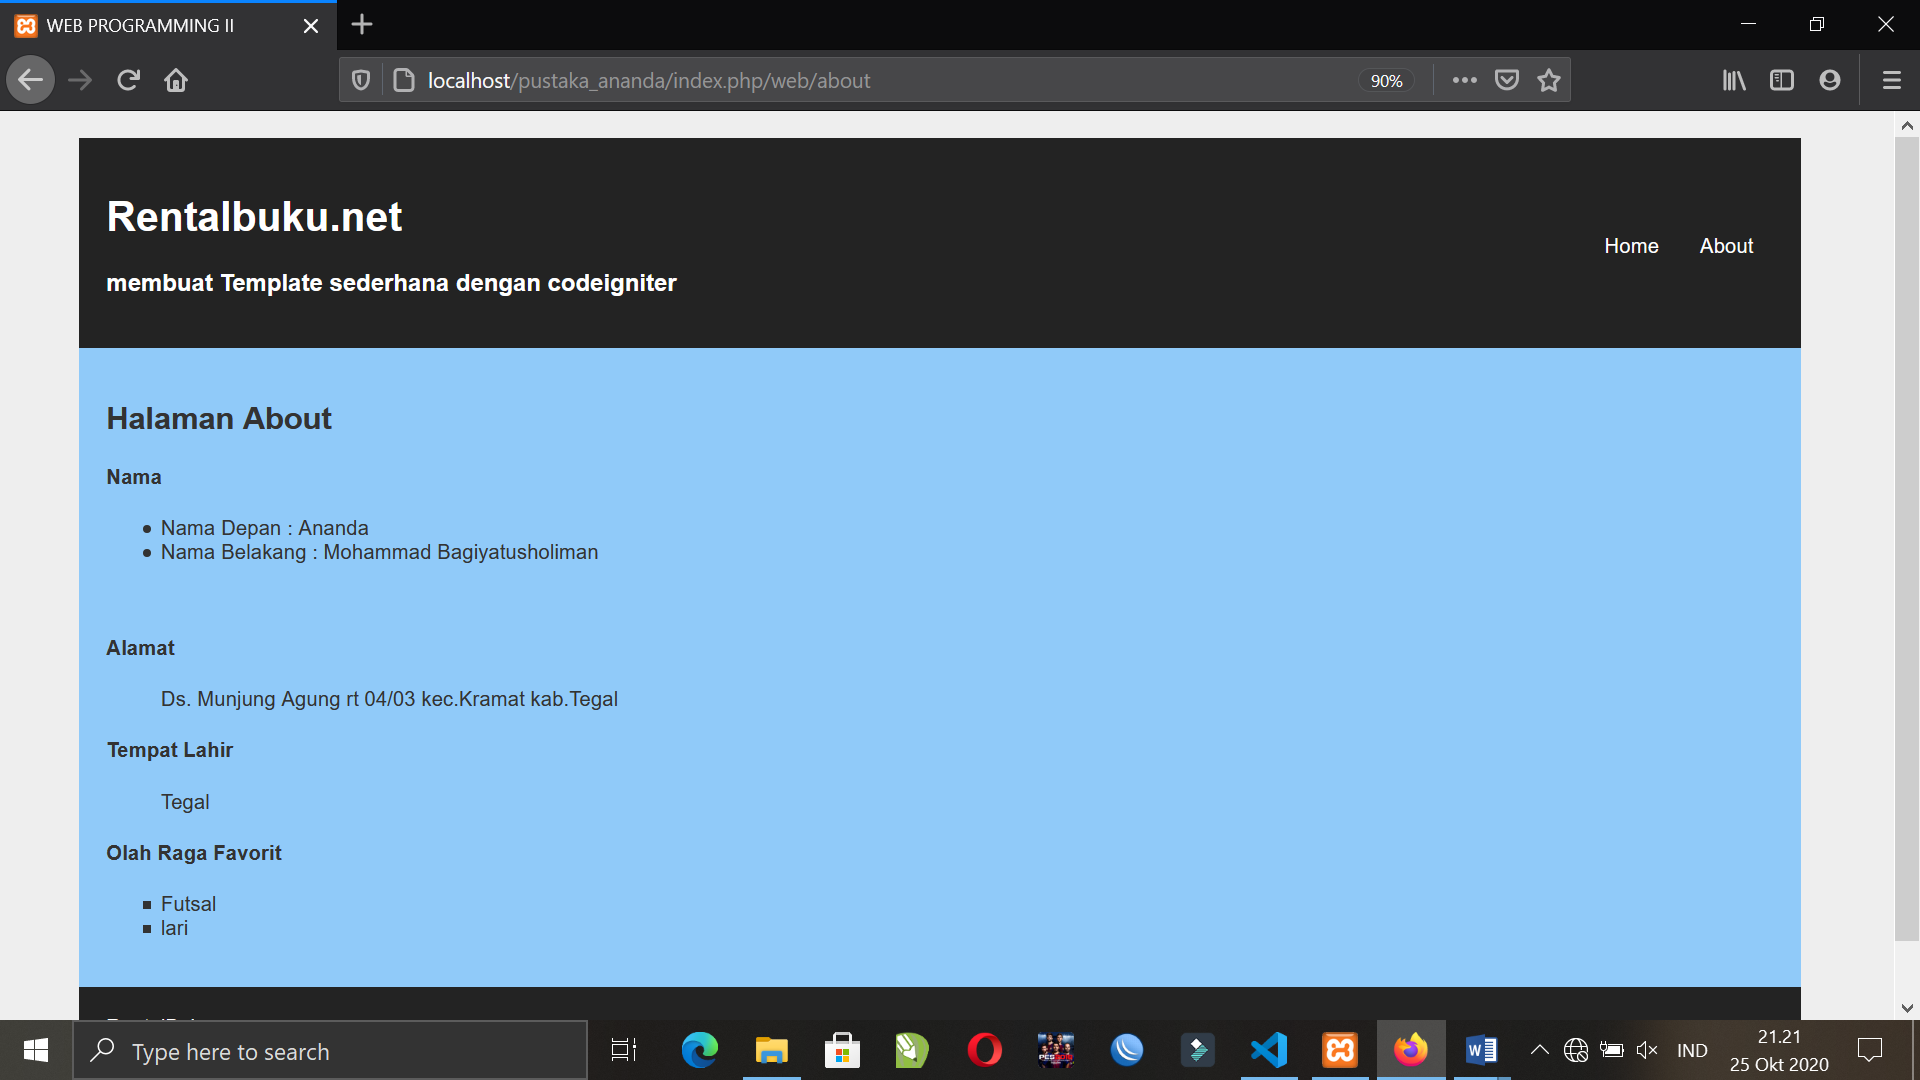 WEB PROGRAMMING II
localhost/pustaka_ananda/index.php/web/about
90%
Rentalbuku.net
membuat Template sederhana dengan codeigniter
Home
About
Halaman About
Nama
Nama Depan : Ananda
Nama Belakang : Mohammad Bagiyatusholiman
Alamat
Ds. Munjung Agung rt 04/03 kec.Kramat kab.Tegal
Tempat Lahir
Tegal
Olah Raga Favorit
Futsal
lari
Type here to search
IND
21.21
25 Okt 2020